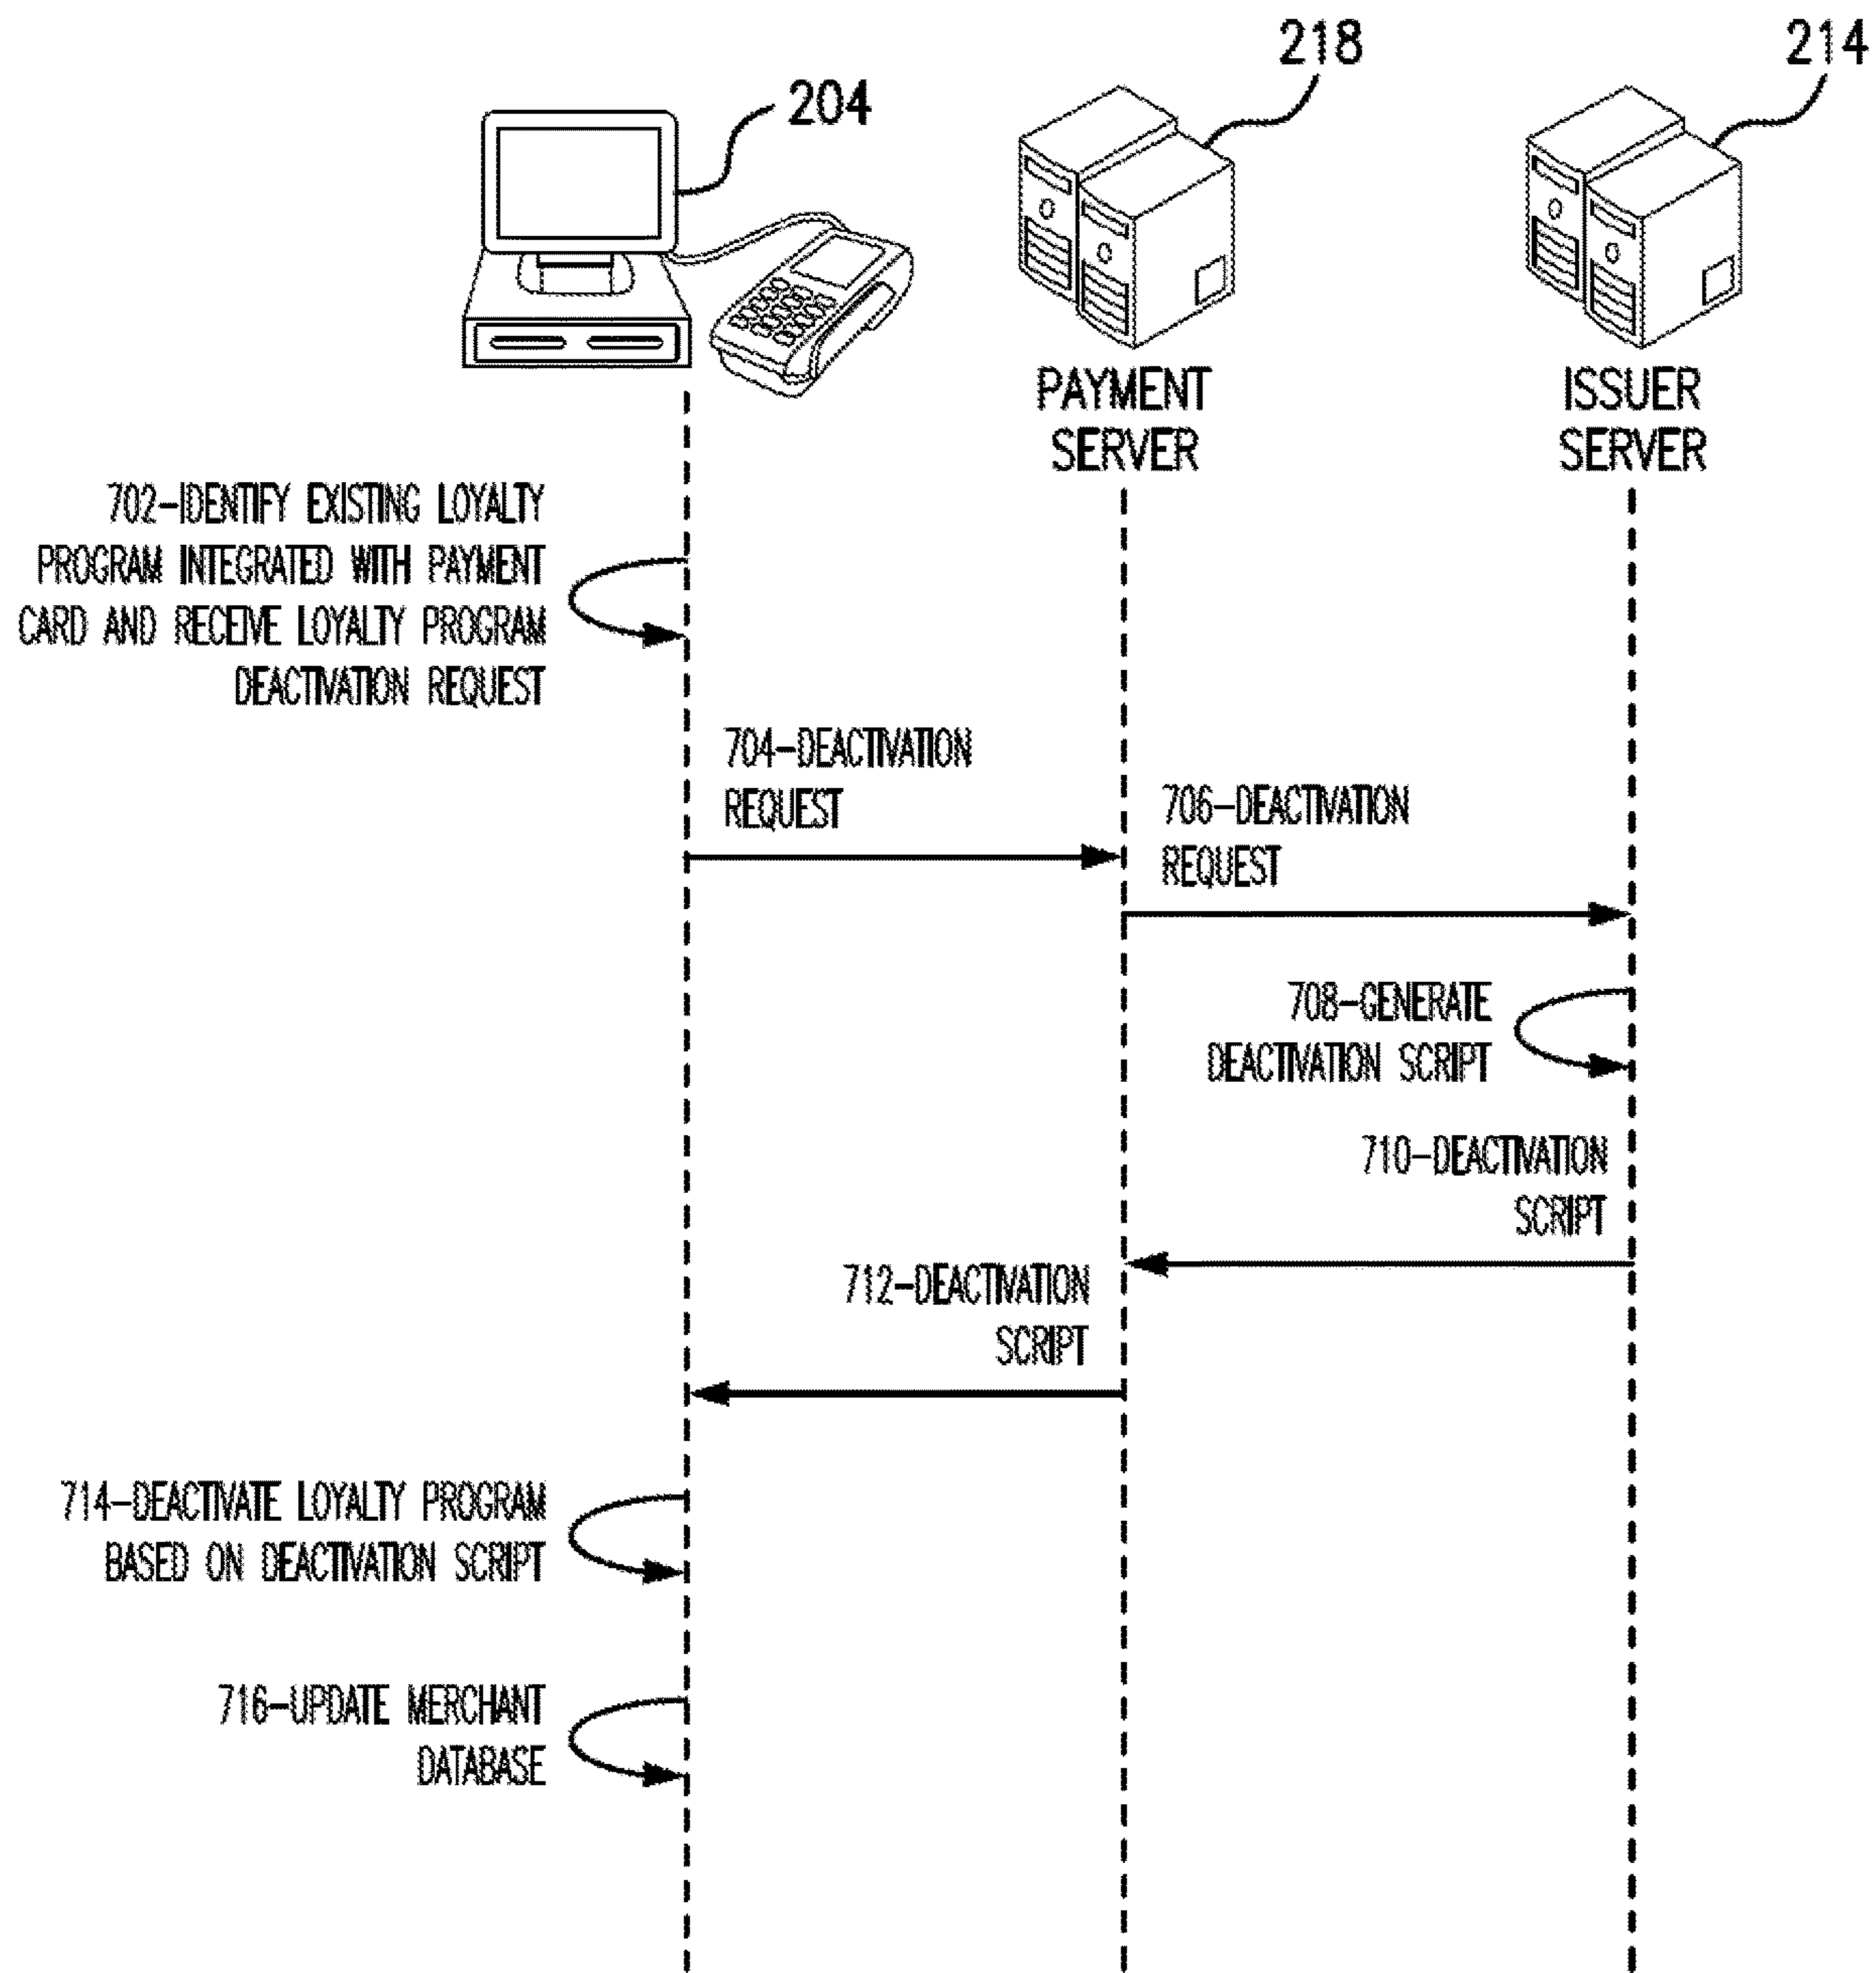 218
214
204
PAYMENT
SERVER
ISSUER
SERVER
702-IDENTIFY EXISTING LOYALTY
PROGRAM INTEGRATED WITH PAYMENT
CARD AND RECEIVE LOYALTY PROGRAM
DEACTIVATION REQUEST
704-DEACTIVATION
REQUEST
706-DEACTIVATION
REQUEST
708-GENERATE
DEACTIVATION SCRIPT
710-DEACTIVATION
SCRIPT
712-DEACTIVATION
SCRIPT
714-DEACTIVATE LOYALTY PROGRAM
BASED ON DEACTIVATION SCRIPT
716-UPDATE MERCHANT
DATABASE